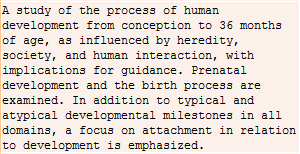 A study of the process of human
development from conception to 36 months
of age, as influenced by heredity,
society, and human interaction, with
implications for guidance. Prenatal
development and the birth process are
examined. In addition to typical and
atypical developmental milestones in all
domains, a focus on attachment in relation
to development is emphasized.